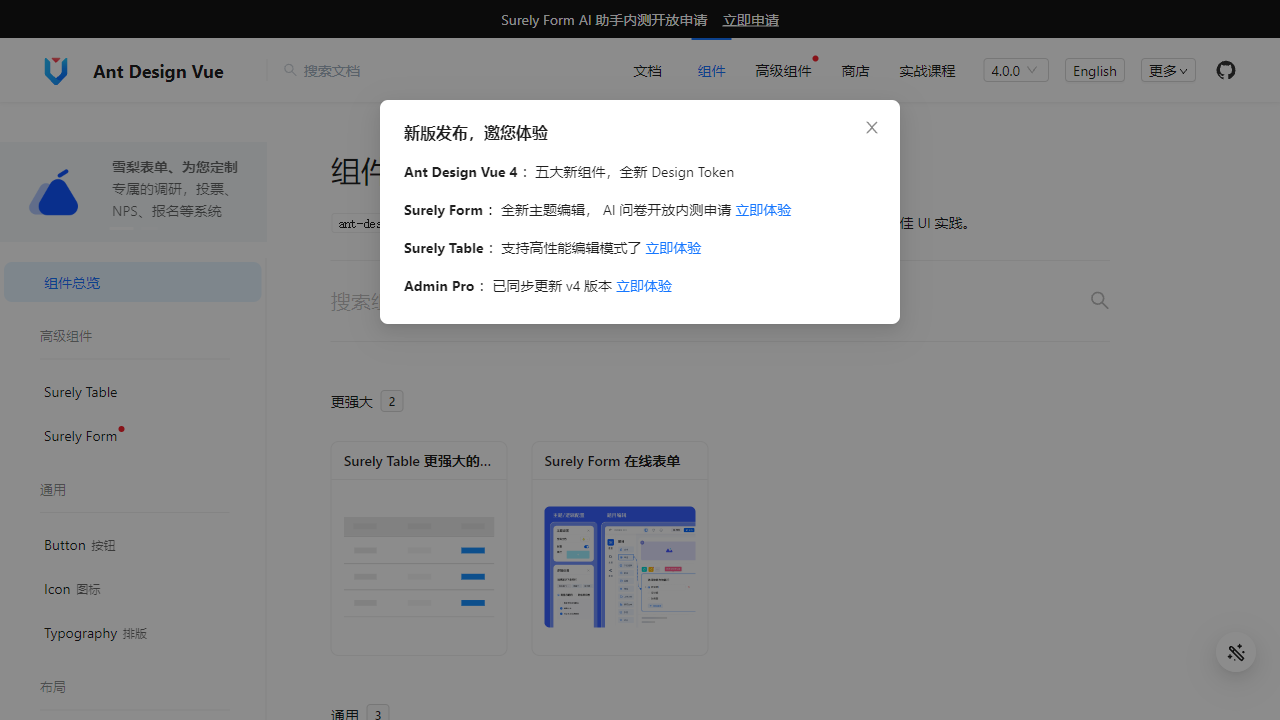 Surely Form AI 助手内测开放申请 立即申请
Ant Design Vue
搜索文档
文档
组件
高级组件
商店
实战课程
4.0.0
English
更多
新版发布，邀您体验
Ant Design Vue 4： 五大新组件，全新 Design Token
Surely Form： 全新主题编辑， AI 问卷开放内测申请 立即体验
Surely Table： 支持高性能编辑模式了 立即体验
Admin Pro： 已同步更新 v4 版本 立即体验
雪梨表单、为您定制
专属的调研，投票、
NPS、报名等系统
组件总览
高级组件
Surely Table
Surely Form
通用
Button 按钮
Icon 图标
Typography 排版
布局
佳 UI 实践。
更强大 2
Surely Table 更强大的...
Surely Form 在线表单
通用 3